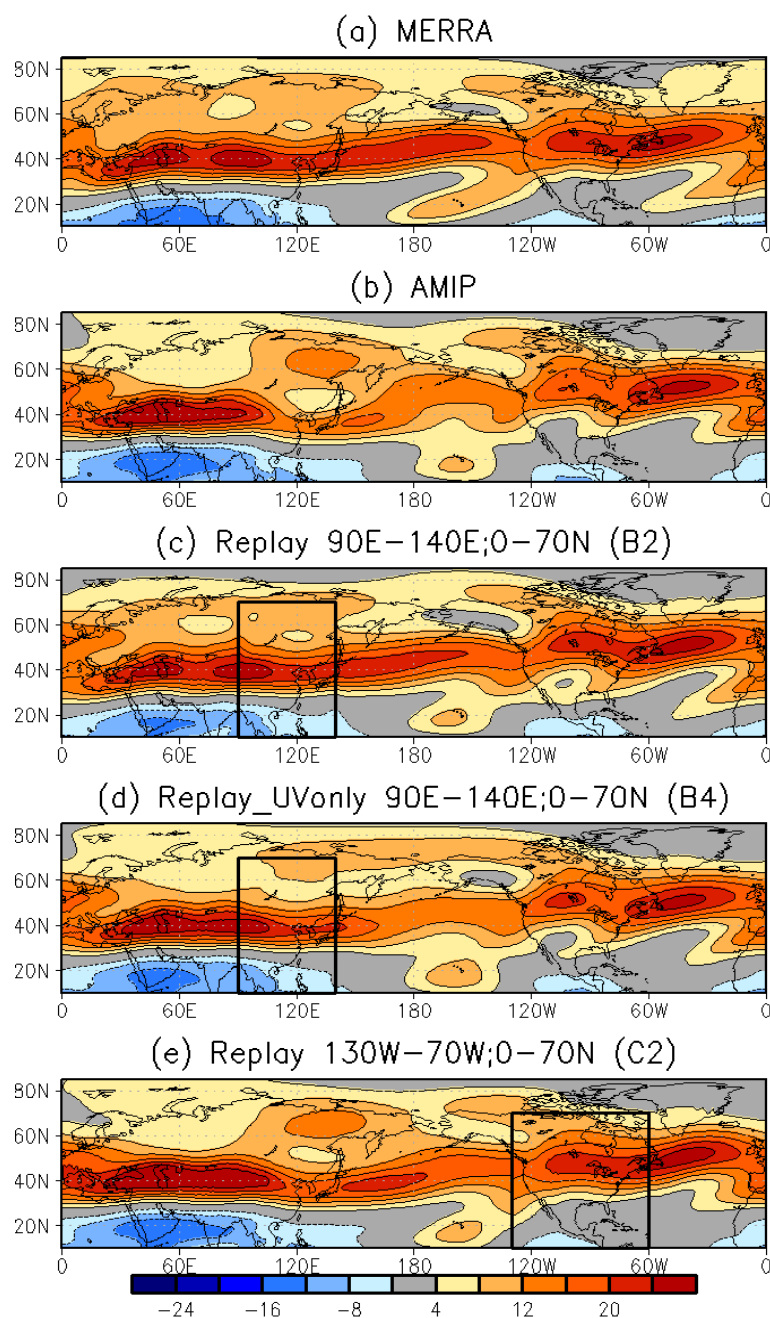 (a) MERRA
80N
60N
40N
20N
0 60E 120E 180 120W 60W 0
(b) AMIP
80N
60N
40N
20N
0 60E 120E 180 120W 60W 0
(c) Replay 90E-140E;0-70N (B2)
80N
60N
40N
20N
0 60E 120E 180 120W 60W 0
(d) Replay_UVonly 90E-140E;0-70N (B4)
80N
60N
40N
20N
0 60E 120E 180 120W 60W 0
(e) Replay 130W-70W;0-70N (C2)
80N
60N
40N
20N
0 60E 120E 180 120W 60W 0
-24 -16 -8 4 12 20